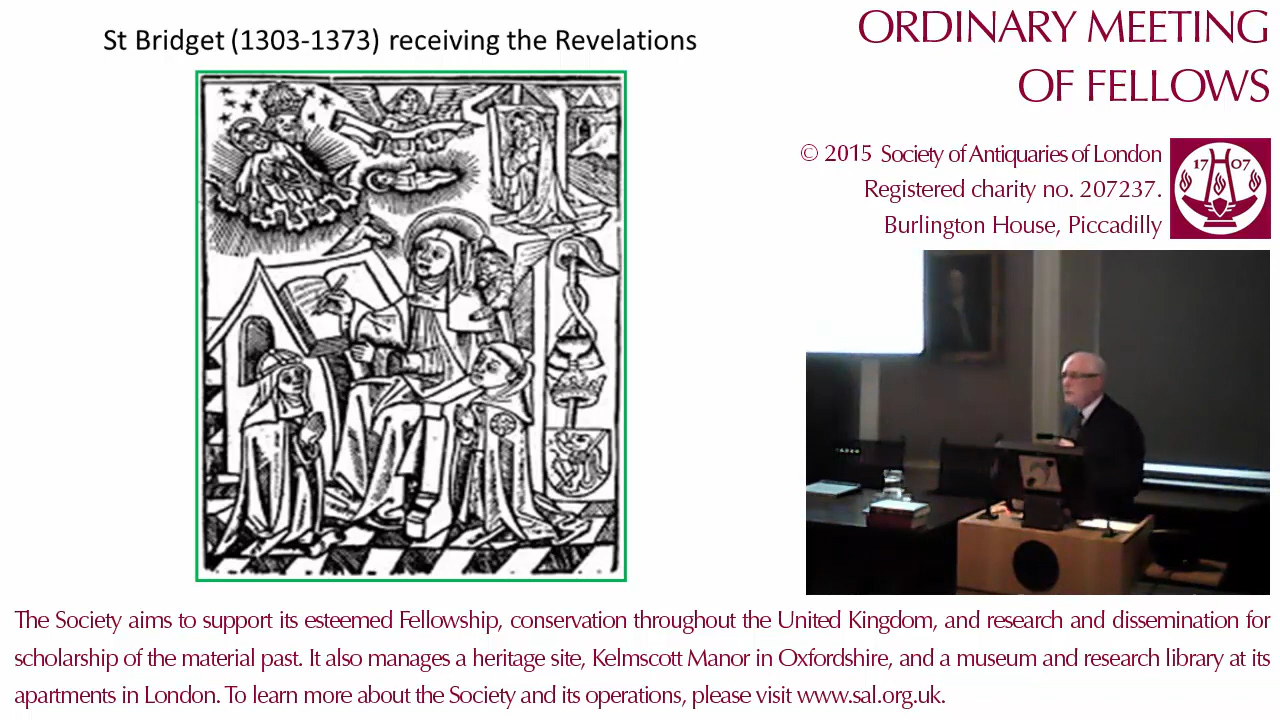 St Bridget (1303-1373) receiving the Revelations
ORDINARY MEETING
OF FELLOWS
© 2015 Society of Antiquaries of London
Registered charity no. 207237.
Burlington House, Piccadilly
17 07
The Society aims to support its esteemed Fellowship, conservation throughout the United Kingdom, and research and dissemination for
scholarship of the material past. It also manages a heritage site, Kelmscott Manor in Oxfordshire, and a museum and research library at its
apartments in London. To learn more about the Society and its operations, please visit www.sal.org.uk.